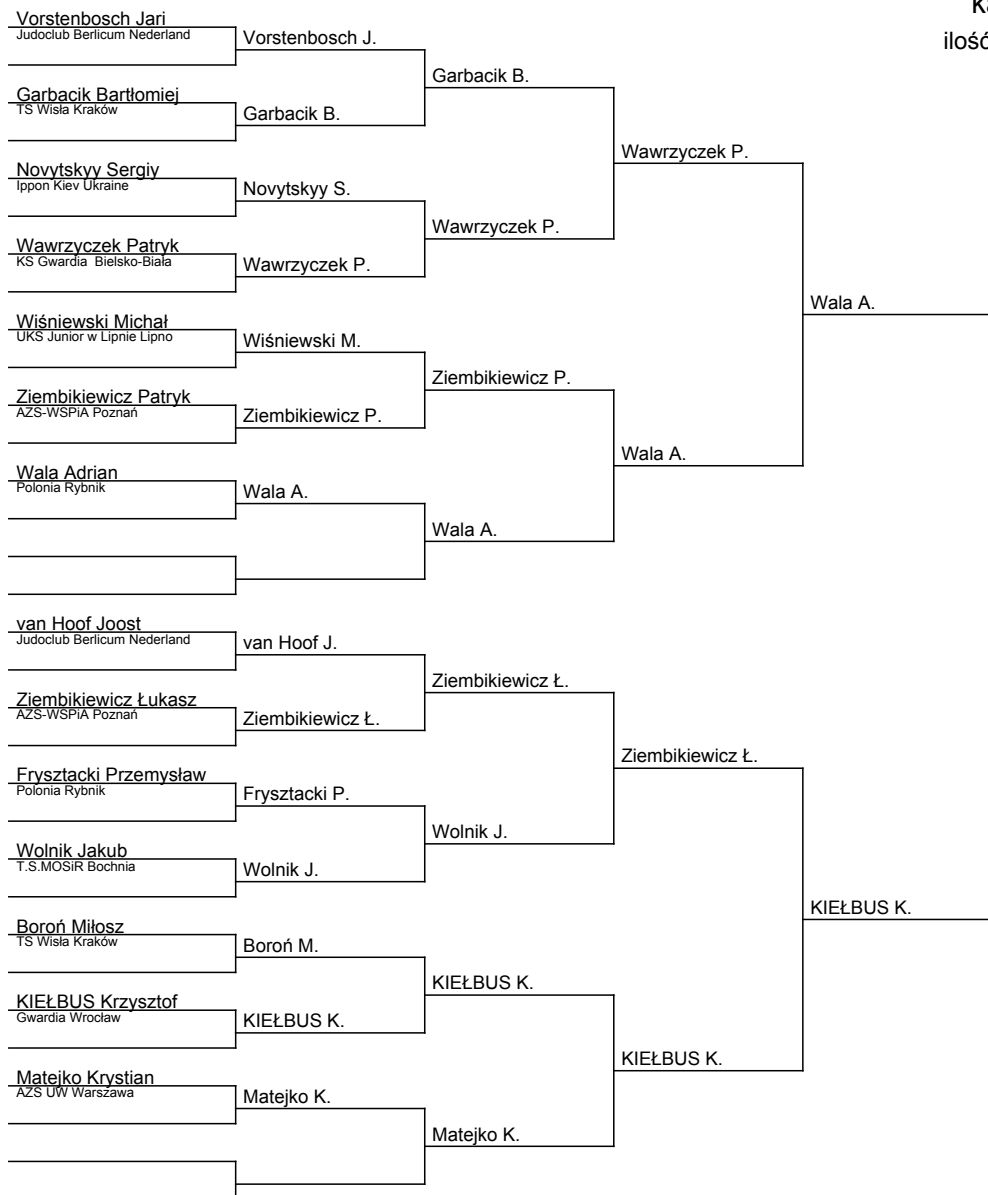 Vorstenbosch Jari
Judoclub Berlicum Nederland
Garbacik Bartłomiej
TS Wisła Kraków
Novytskyy Sergiy
Ippon Kiev Ukraine
Wawrzyczek Patryk
KS Gwardia Bielsko-Biała
Wiśniewski Michał
UKS Junior w Lipnie Lipno
Ziembikiewicz Patryk
AZS-WSPiA Poznań
Wala Adrian
Polonia Rybnik
van Hoof Joost
Judoclub Berlicum Nederland
Ziembikiewicz Łukasz
AZS-WSPiA Poznań
Frysztacki Przemysław
Polonia Rybnik
Wolnik Jakub
T.S.MOSiR Bochnia
Boroń Miłosz
TS Wisła Kraków
KIEŁBUS Krzysztof
Gwardia Wrocław
Matejko Krystian
AZS UW Warszawa
Vorstenbosch J.
Garbacik B.
Novytskyy S.
Wawrzyczek P.
Wiśniewski M.
Ziembikiewicz P.
Wala A.
van Hoof J.
Ziembikiewicz Ł.
Frysztacki P.
Wolnik J.
Boroń M.
KIEŁBUS K.
Matejko K.
Garbacik B.
Wawrzyczek P.
Ziembikiewicz P.
Wala A.
Ziembikiewicz Ł.
Wolnik J.
KIEŁBUS K.
Matejko K.
Wawrzyczek P.
Wala A.
Ziembikiewicz Ł.
KIEŁBUS K.
Wala A.
KIEŁBUS K.
ilość